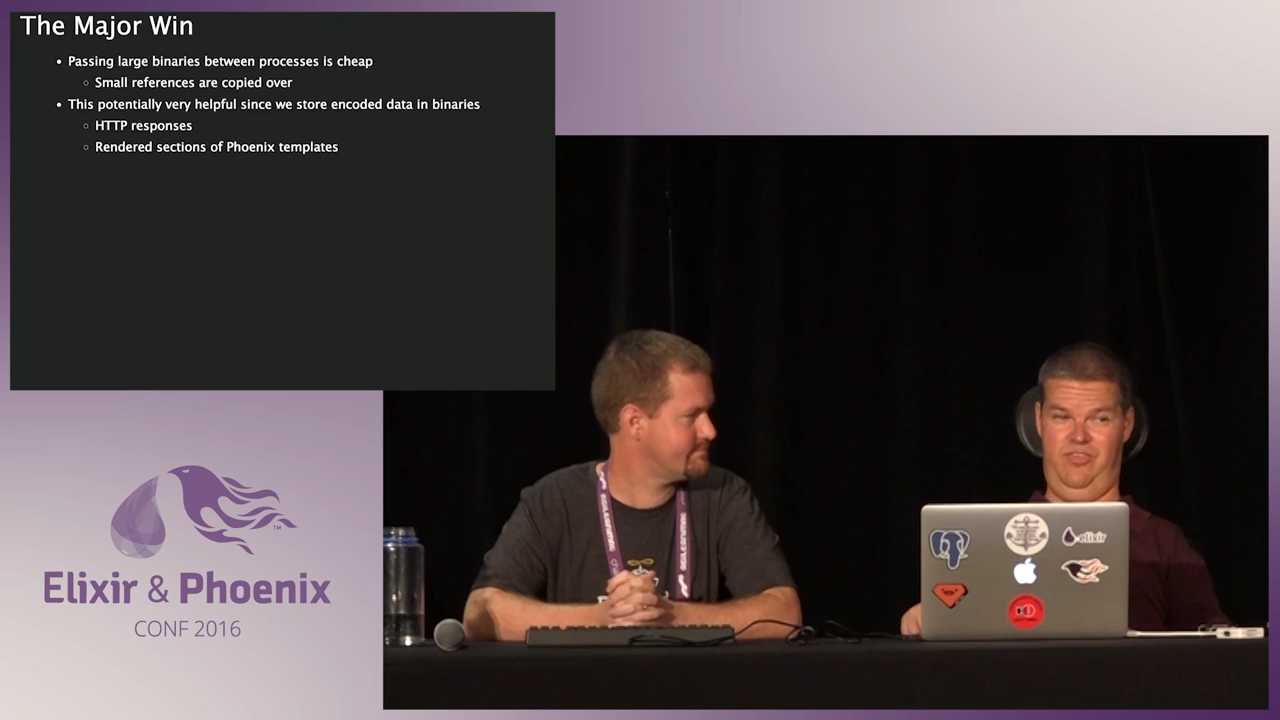 The Major Win
Passing large binaries between processes is cheap
Small references are copied over
This potentially very helpful since we store encoded data in binaries
HTTP responses
Rendered sections of Phoenix templates
TM
Elixir & Phoenix
CONF 2016
elixir